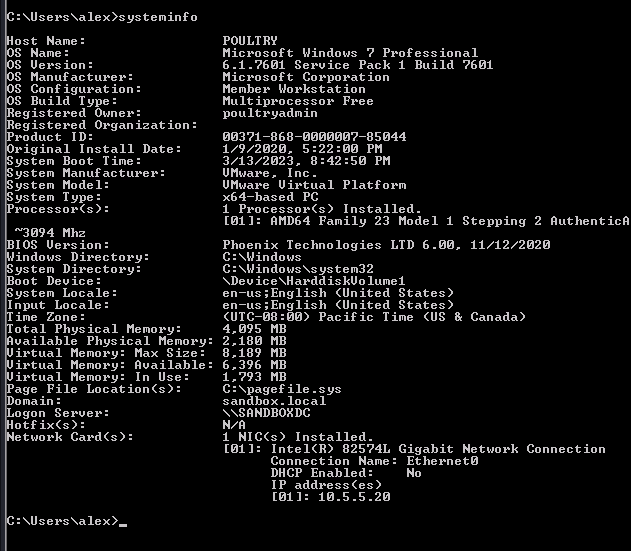 C:\Users\alex>systeminfo
Host Name: POULTRY
OS Name: Microsoft Windows 7 Professional
OS Version: 6.1.7601 Service Pack 1 Build 7601
OS Manufacturer: Microsoft Corporation
OS Configuration: Member Workstation
OS Build Type: Multiprocessor Free
Registered Owner: poultryadmin
Registered Organization:
Product ID: 00371-868-0000007-85044
Original Install Date: 1/9/2020, 5:22:00 PM
System Boot Time: 3/13/2023, 8:42:50 PM
System Manufacturer: VMware, Inc.
System Model: VMware Virtual Platform
System Type: x64-based PC
Processor(s): 1 Processor(s) Installed.
[01]: AMD64 Family 23 Model 1 Stepping 2 AuthenticA
~3094 Mhz
BIOS Version: Phoenix Technologies LTD 6.00, 11/12/2020
Windows Directory: C:\Windows
System Directory: C:\Windows\system32
Boot Device: \Device\HarddiskVolume1
System Locale: en-us;English (United States)
Input Locale: en-us;English (United States)
Time Zone: (UTC-08:00) Pacific Time (US & Canada)
Total Physical Memory: 4,095 MB
Available Physical Memory: 2,180 MB
Virtual Memory: Max Size: 8,189 MB
Virtual Memory: Available: 6,396 MB
Virtual Memory: In Use: 1,793 MB
Page File Location(s): C:\pagefile.sys
Domain: sandbox.local
Logon Server: \\SANDBOXDC
Hotfix(s): N/A
Network Card(s): 1 NIC(s) Installed.
[01]: Intel(R) 82574L Gigabit Network Connection
Connection Name: Ethernet0
DHCP Enabled: No
IP address(es)
[01]: 10.5.5.20
C:\Users\alex>_